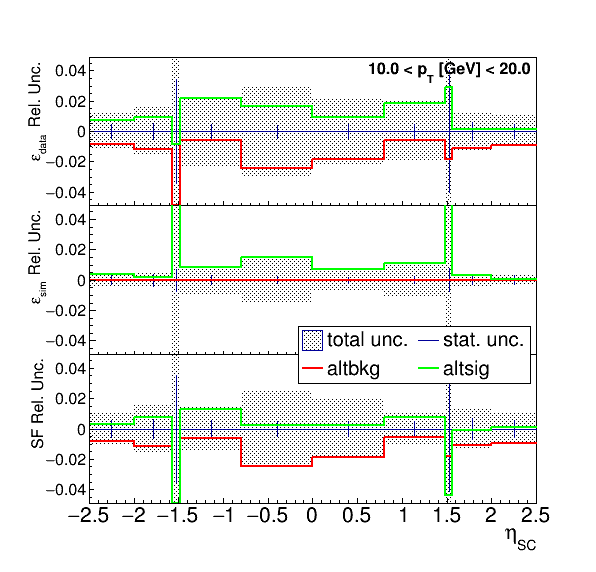 10.0 < p_T [GeV] < 20.0
ε_data Rel. Unc.
0.04
0.02
0
−0.02
−0.04
ε_sim Rel. Unc.
0.04
0.02
0
−0.02
−0.04
total unc. stat. unc.
altbkg altsig
SF Rel. Unc.
0.04
0.02
0
−0.02
−0.04
−2.5 −2 −1.5 −1 −0.5 0 0.5 1 1.5 2 2.5
η_SC